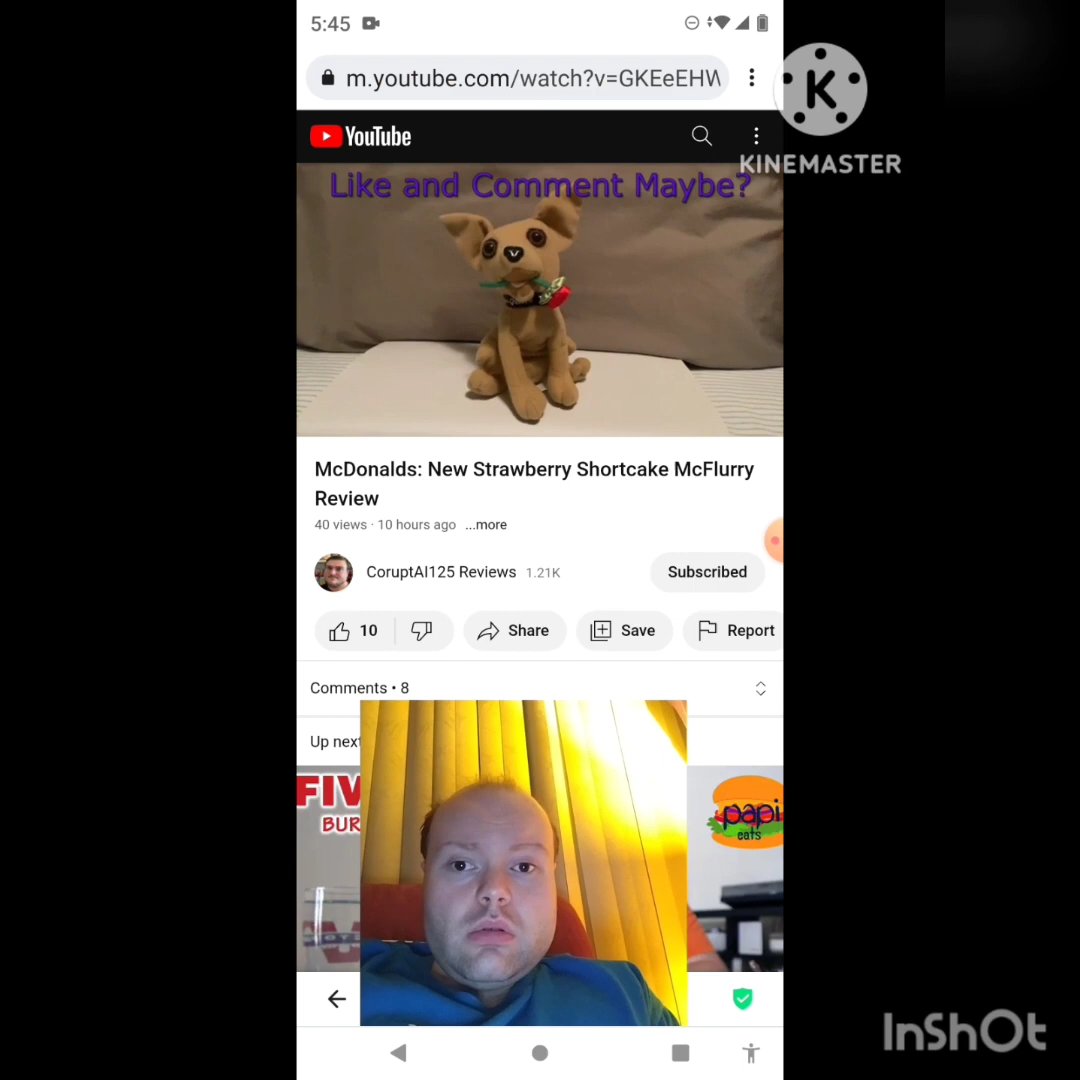 5:45
m.youtube.com/watch?v=GKEeEHW
K
KINEMASTER
YouTube
Like and Comment Maybe?
McDonalds: New Strawberry Shortcake McFlurry
Review
40 views · 10 hours ago ...more
CoruptAI125 Reviews 1.21K
Subscribed
10
Share
Save
Report
Comments • 8
Up next
FIV
BUR
papi
eats
InShOt